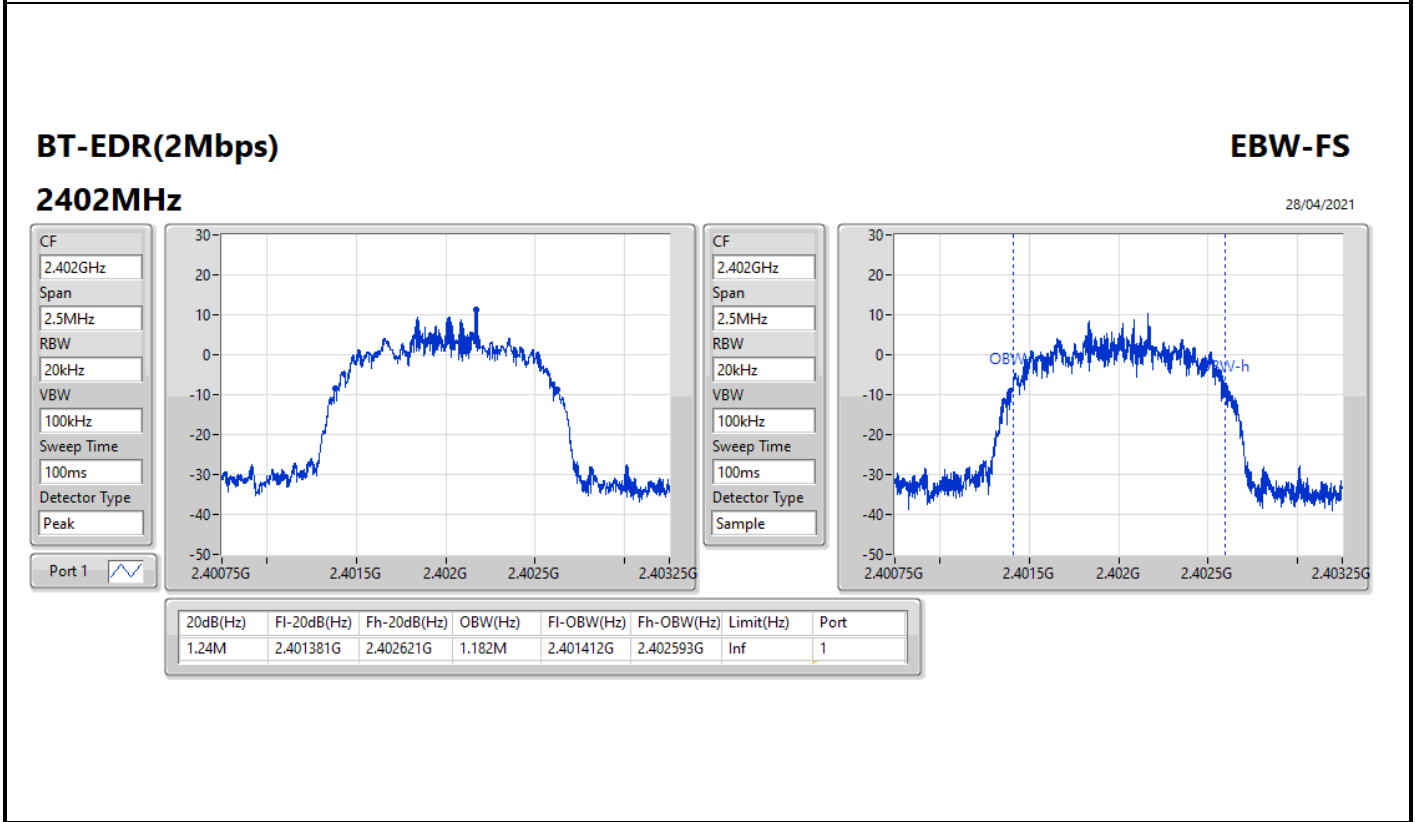 BT-EDR(2Mbps)
EBW-FS
2402MHz
28/04/2021
CF
2.402GHz
Span
2.5MHz
RBW
20kHz
VBW
100kHz
Sweep Time
100ms
Detector Type
Peak
Port 1
30
20
10
0
-10
-20
-30
-40
-50
2.40075G 2.4015G 2.402G 2.4025G 2.40325G
CF
2.402GHz
Span
2.5MHz
RBW
20kHz
VBW
100kHz
Sweep Time
100ms
Detector Type
Sample
30
20
10
0
-10
-20
-30
-40
-50
2.40075G 2.4015G 2.402G 2.4025G 2.40325G
20dB(Hz) Fl-20dB(Hz) Fh-20dB(Hz) OBW(Hz) Fl-OBW(Hz) Fh-OBW(Hz) Limit(Hz) Port
1.24M 2.401381G 2.402621G 1.182M 2.401412G 2.402593G Inf 1